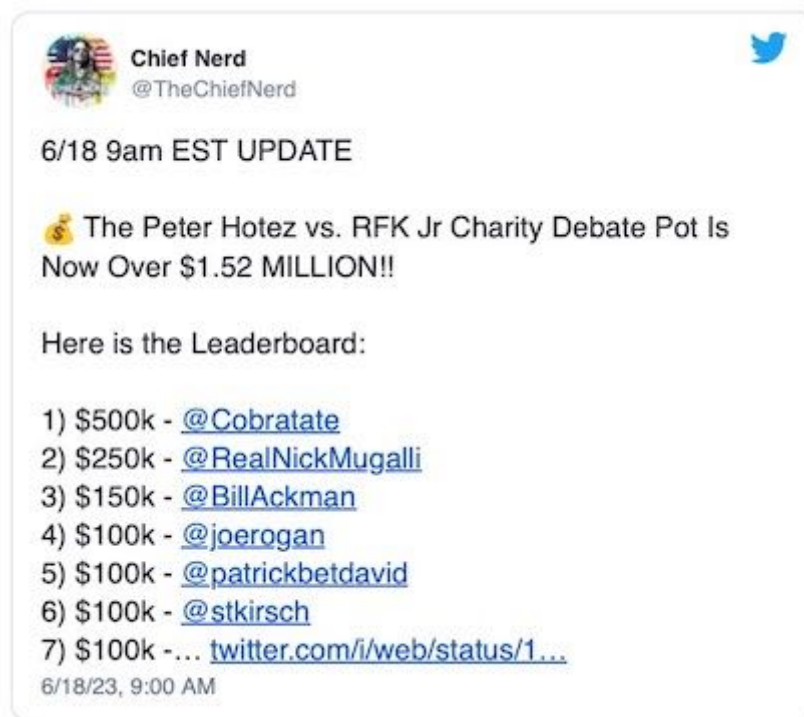 Chief Nerd
@TheChiefNerd
6/18 9am EST UPDATE
💰 The Peter Hotez vs. RFK Jr Charity Debate Pot Is
Now Over $1.52 MILLION!!
Here is the Leaderboard:
1) $500k - @Cobratate
2) $250k - @RealNickMugalli
3) $150k - @BillAckman
4) $100k - @joerogan
5) $100k - @patrickbetdavid
6) $100k - @stkirsch
7) $100k -… twitter.com/i/web/status/1…
6/18/23, 9:00 AM